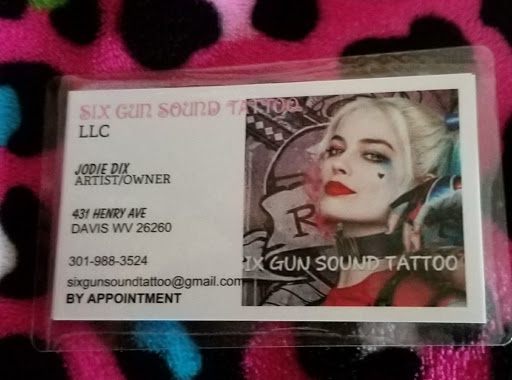 SIX GUN SOUND TATTOO
LLC
JODIE DIX
ARTIST/OWNER
431 HENRY AVE
DAVIS WV 26260
301-988-3524
sixgunsoundtattoo@gmail.com
BY APPOINTMENT
R
IX GUN SOUND TATTOO